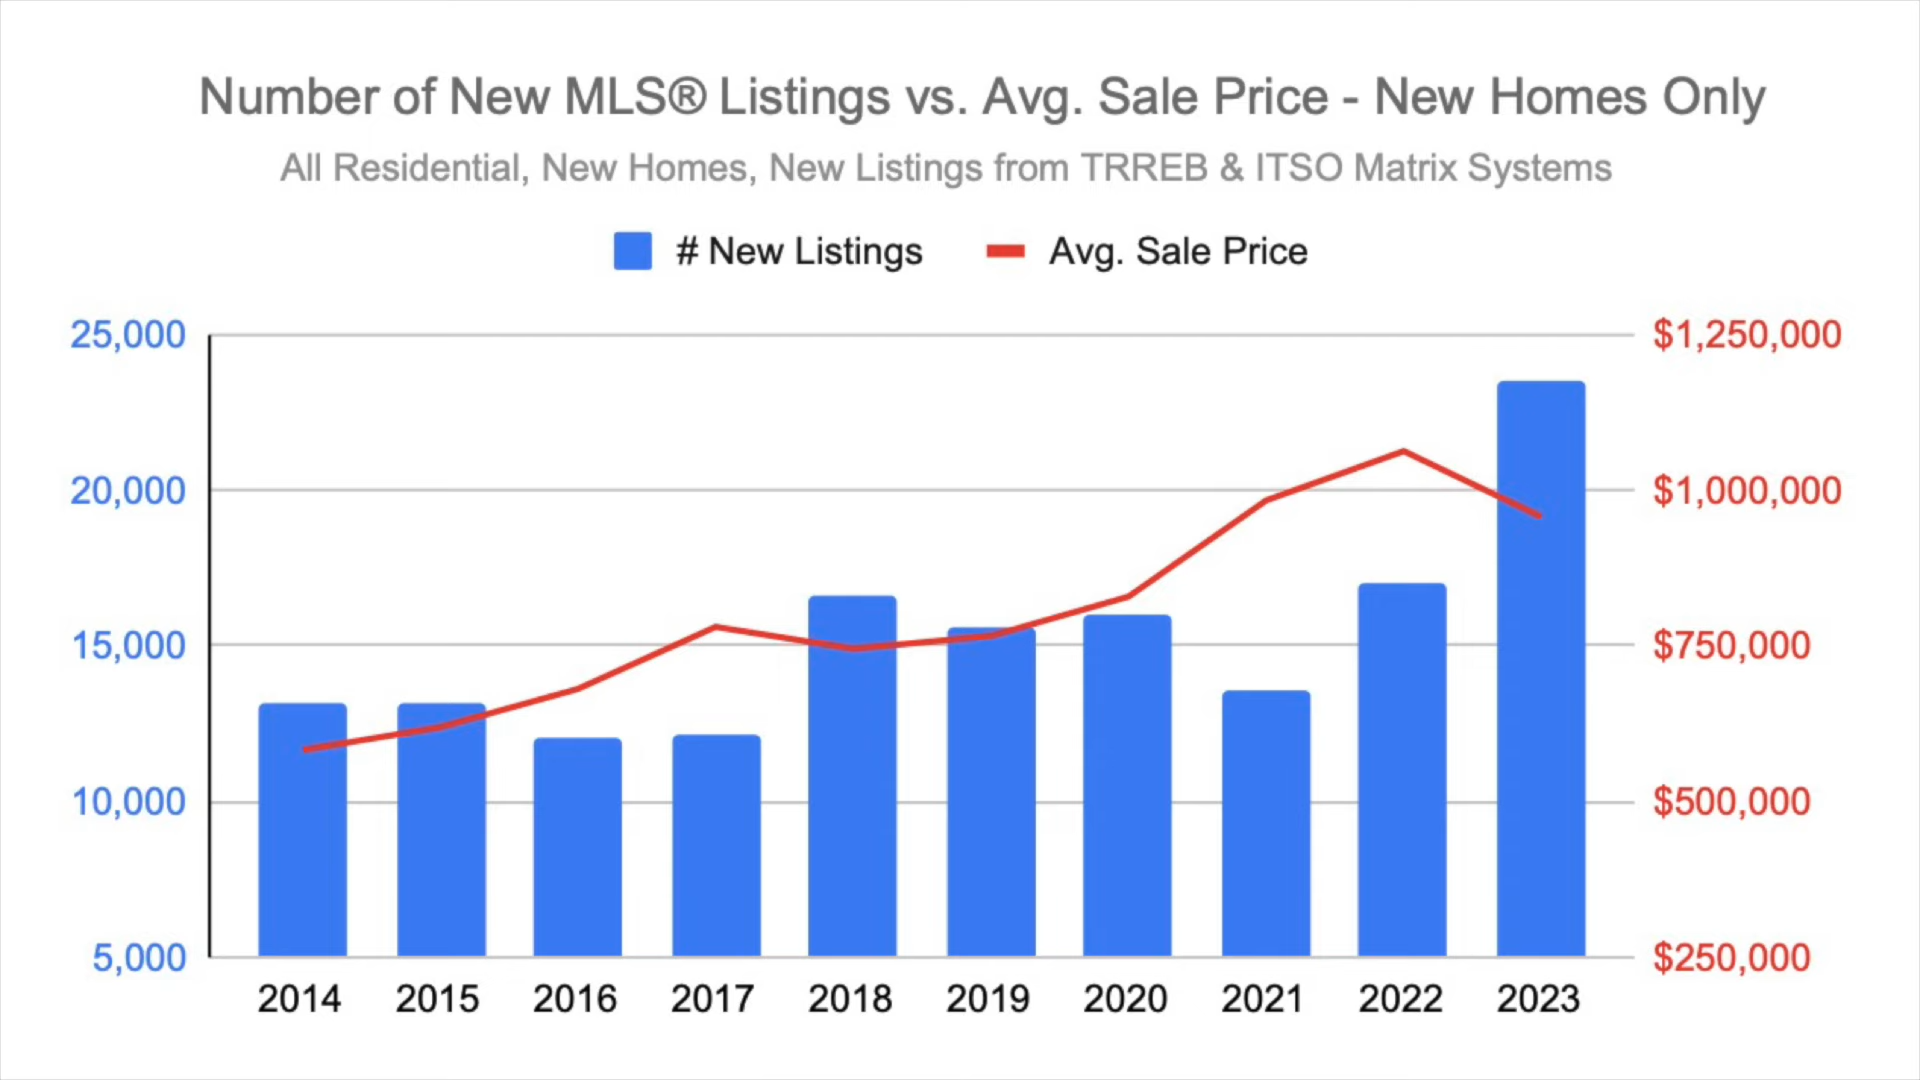 Number of New MLS® Listings vs. Avg. Sale Price - New Homes Only
All Residential, New Homes, New Listings from TRREB & ITSO Matrix Systems
# New Listings Avg. Sale Price
25,000 $1,250,000
20,000 $1,000,000
15,000 $750,000
10,000 $500,000
5,000 $250,000
2014 2015 2016 2017 2018 2019 2020 2021 2022 2023